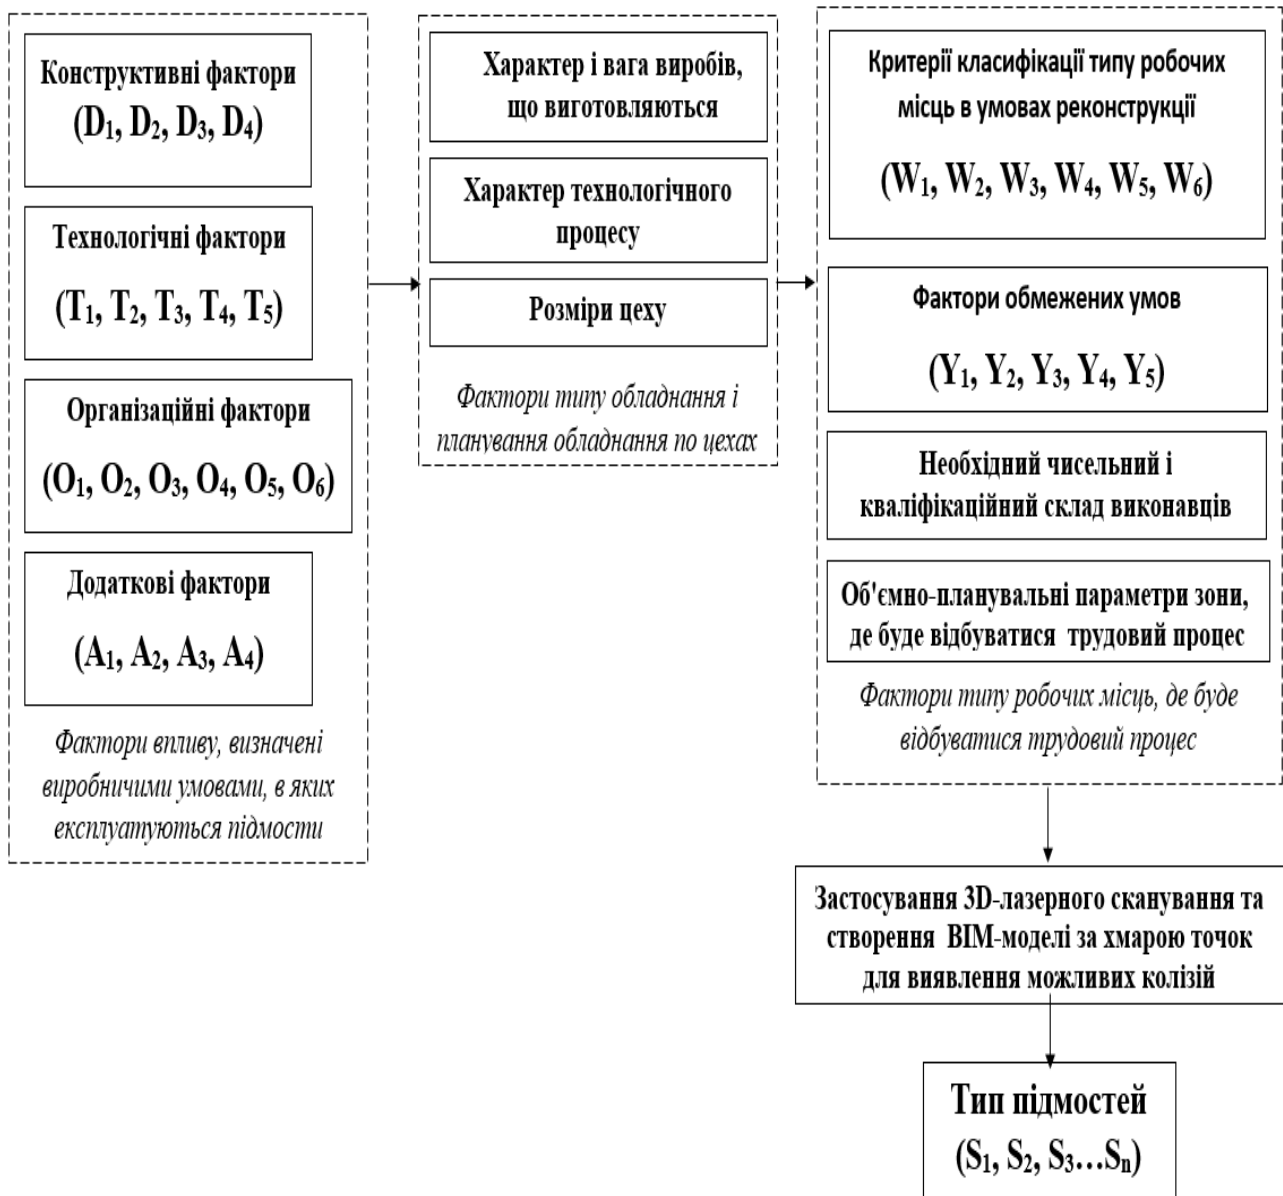 Конструктивні фактори
(D₁, D₂, D₃, D₄)
Технологічні фактори
(T₁, T₂, T₃, T₄, T₅)
Організаційні фактори
(O₁, O₂, O₃, O₄, O₅, O₆)
Додаткові фактори
(A₁, A₂, A₃, A₄)
Фактори впливу, визначені
виробничими умовами, в яких
експлуатуються підмости
Характер і вага виробів,
що виготовляються
Характер технологічного
процесу
Розміри цеху
Фактори типу обладнання і
планування обладнання по цехах
Критерії класифікації типу робочих
місць в умовах реконструкції
(W₁, W₂, W₃, W₄, W₅, W₆)
Фактори обмежених умов
(Y₁, Y₂, Y₃, Y₄, Y₅)
Необхідний чисельний і
кваліфікаційний склад виконавців
Об'ємно-планувальні параметри зони,
де буде відбуватися трудовий процес
Фактори типу робочих місць, де буде
відбуватися трудовий процес
Застосування 3D-лазерного сканування та
створення BIM-моделі за хмарою точок
для виявлення можливих колізій
Тип підмостей
(S₁, S₂, S₃...Sₙ)